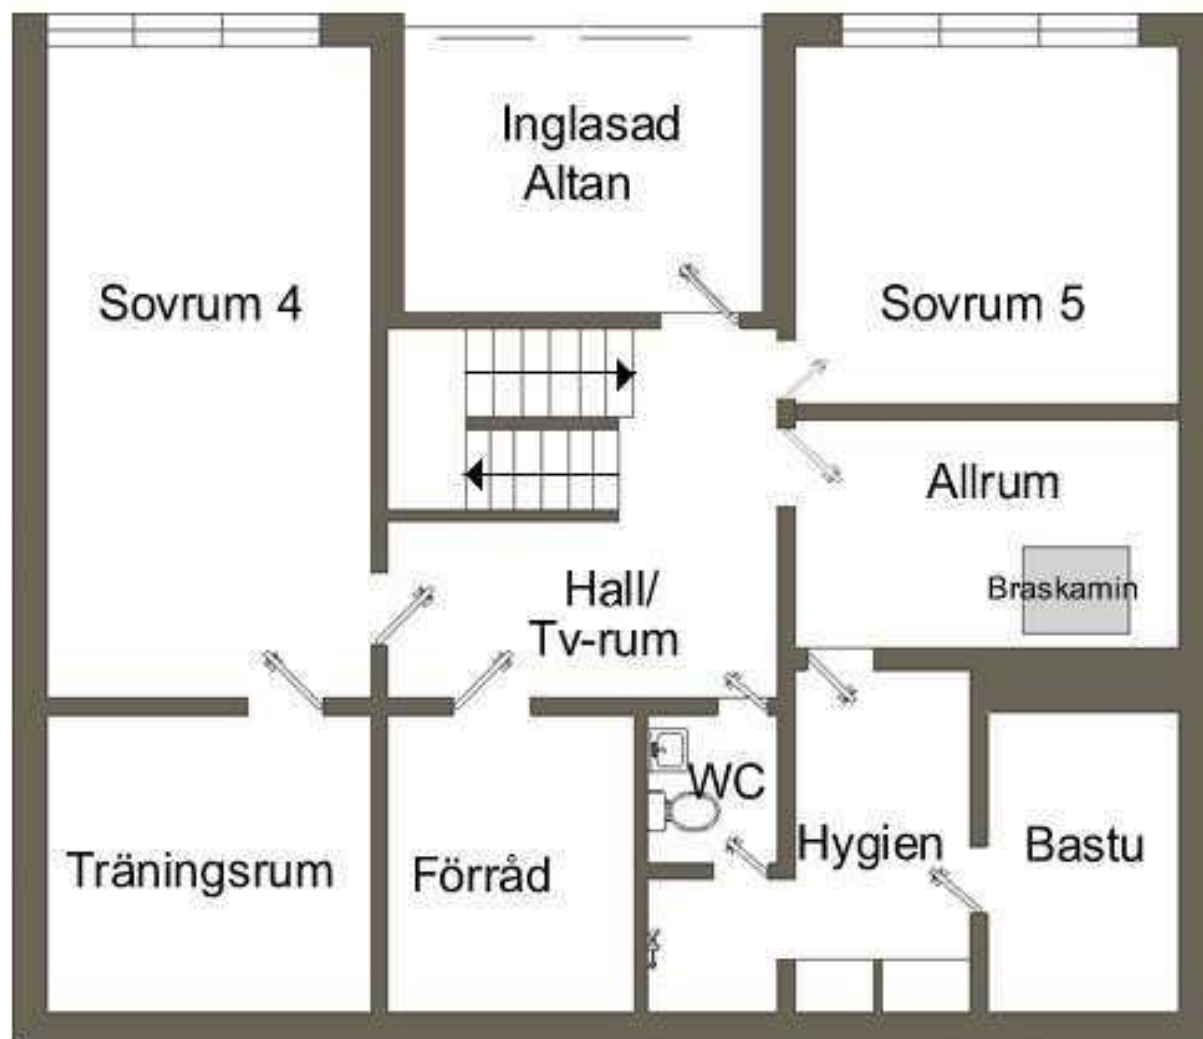 Inglasad
Altan
Sovrum 4
Sovrum 5
Allrum
Braskamin
Hall/
Tv-rum
WC
Hygien
Bastu
Träningsrum
Förråd